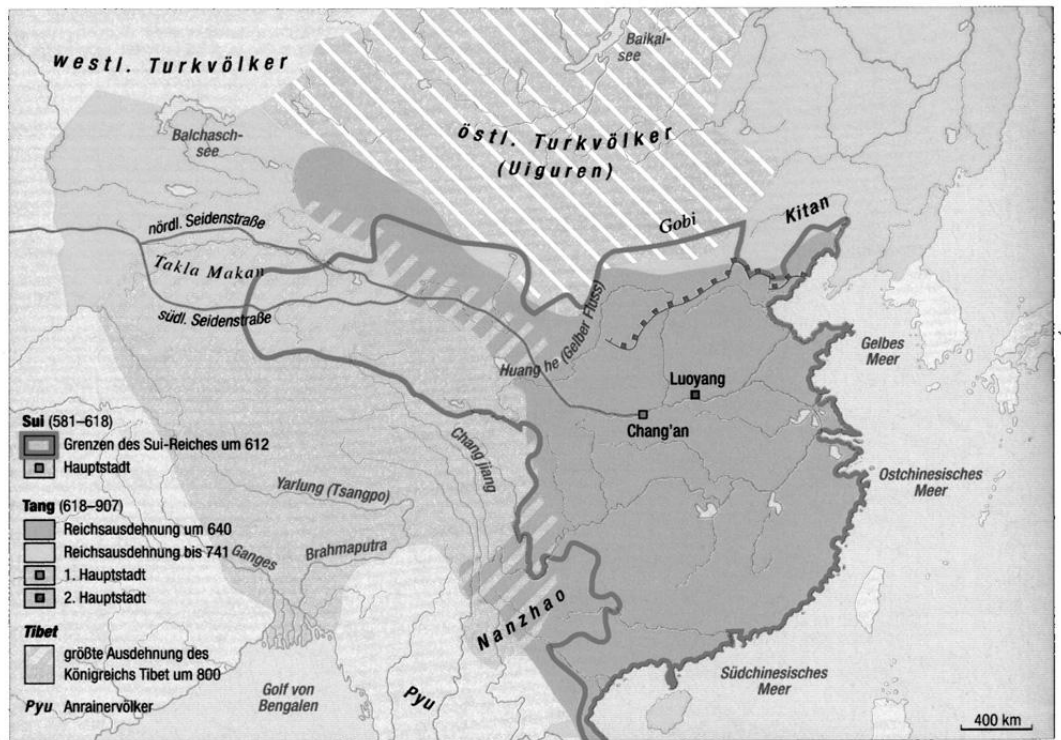 westl. Turkvölker
Baikal-
see
Balchasch-
see
östl. Turkvölker
(Uiguren)
Gobi
Kitan
nördl. Seidenstraße
Takla Makan
südl. Seidenstraße
Huang he (Gelber Fluss)
Gelbes
Meer
Luoyang
Chang'an
Chang jiang
Ostchinesisches
Meer
Yarlung (Tsangpo)
Ganges
Brahmaputra
Nanzhao
Pyu
Golf von
Bengalen
Südchinesisches
Meer
400 km
Sui (581–618)
Grenzen des Sui-Reiches um 612
Hauptstadt
Tang (618–907)
Reichsausdehnung um 640
Reichsausdehnung bis 741
1. Hauptstadt
2. Hauptstadt
Tibet
größte Ausdehnung des
Königreichs Tibet um 800
Pyu Anrainervölker